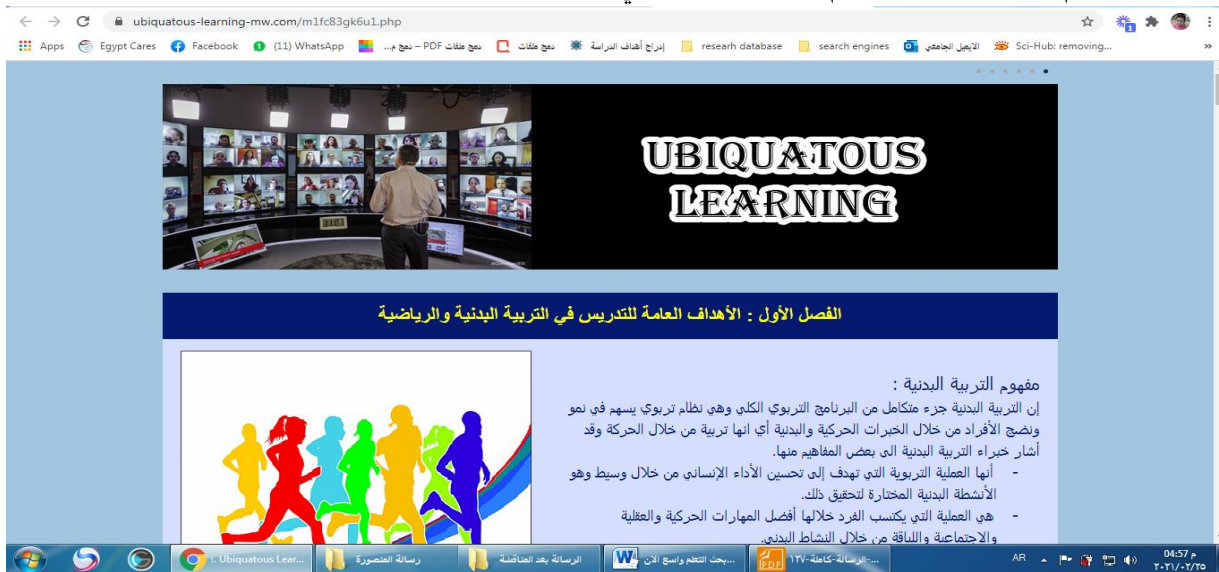 ubiquatous-learning-mw.com/m1fc83gk6u1.php
Apps Egypt Cares Facebook (11) WhatsApp دمج ملفات PDF – دمج م... دمج ملفات إدراج أهداف الدراسة researh database search engines الايميل الجامعي Sci-Hub: removing... »
UBIQUATOUS
LEARNING
الفصل الأول : الأهداف العامة للتدريس في التربية البدنية والرياضية
مفهوم التربية البدنية :
إن التربية البدنية جزء متكامل من البرنامج التربوي الكلي وهي نظام تربوي يسهم في نمو
ونضج الأفراد من خلال الخبرات الحركية والبدنية أي انها تربية من خلال الحركة وقد
أشار خبراء التربية البدنية الى بعض المفاهيم منها.
- أنها العملية التربوية التي تهدف إلى تحسين الأداء الإنساني من خلال وسيط وهو
الأنشطة البدنية المختارة لتحقيق ذلك.
- هي العملية التي يكتسب الفرد خلالها أفضل المهارات الحركية والعقلية
والاجتماعية واللياقة من خلال النشاط البدني.
:. Ubiquatous Lear... رسالة المنصورة الرسالة بعد المناقشة بحث التعلم واسع الان... الرسالة-كاملة-١٣٧-... AR 04:57 م
٢٠٢١/٠٢/٢٥